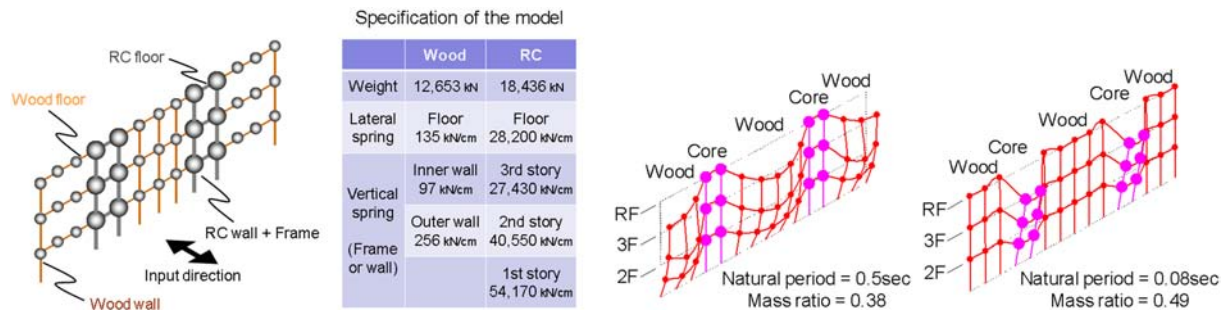 RC floor
Wood floor
RC wall + Frame
Input direction
Wood wall
Specification of the model
Wood RC
Weight 12,653 kN 18,436 kN
Lateral spring Floor 135 kN/cm Floor 28,200 kN/cm
Vertical spring (Frame or wall) Inner wall 97 kN/cm 3rd story 27,430 kN/cm
Outer wall 256 kN/cm 2nd story 40,550 kN/cm
1st story 54,170 kN/cm
Wood
Core
Wood
Core
Wood
RF
3F
2F
Natural period = 0.5sec
Mass ratio = 0.38
Wood
Core
Wood
Core
Wood
RF
3F
2F
Natural period = 0.08sec
Mass ratio = 0.49